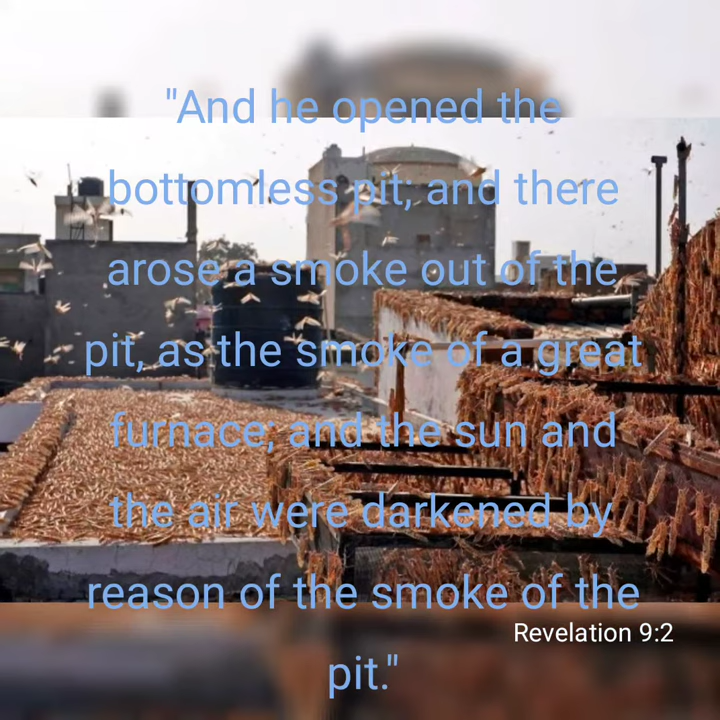 "And he opened the
bottomless pit; and there
arose a smoke out of the
pit, as the smoke of a great
furnace; and the sun and
the air were darkened by
reason of the smoke of the
Revelation 9:2
pit."